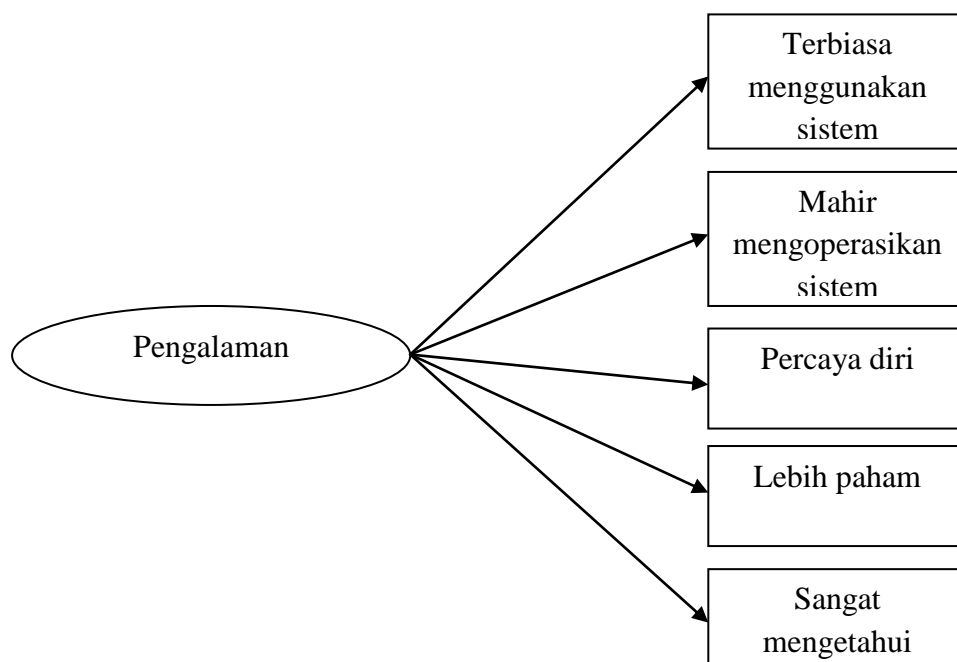 Terbiasa
menggunakan
sistem
Mahir
mengoperasikan
sistem
Pengalaman
Percaya diri
Lebih paham
Sangat
mengetahui